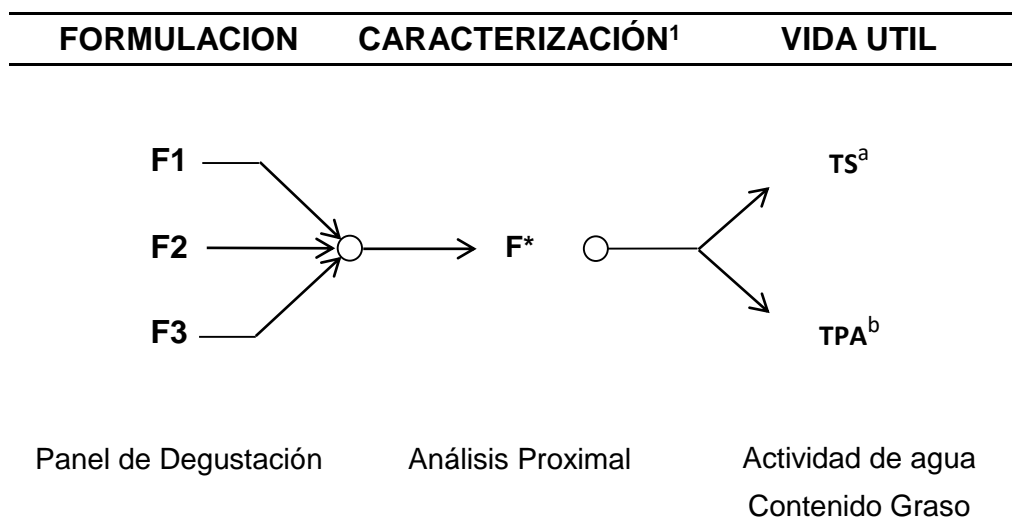 FORMULACION CARACTERIZACIÓN¹ VIDA UTIL
F1 TSᵃ
F2 F*
F3 TPAᵇ
Panel de Degustación Análisis Proximal Actividad de agua
Contenido Graso